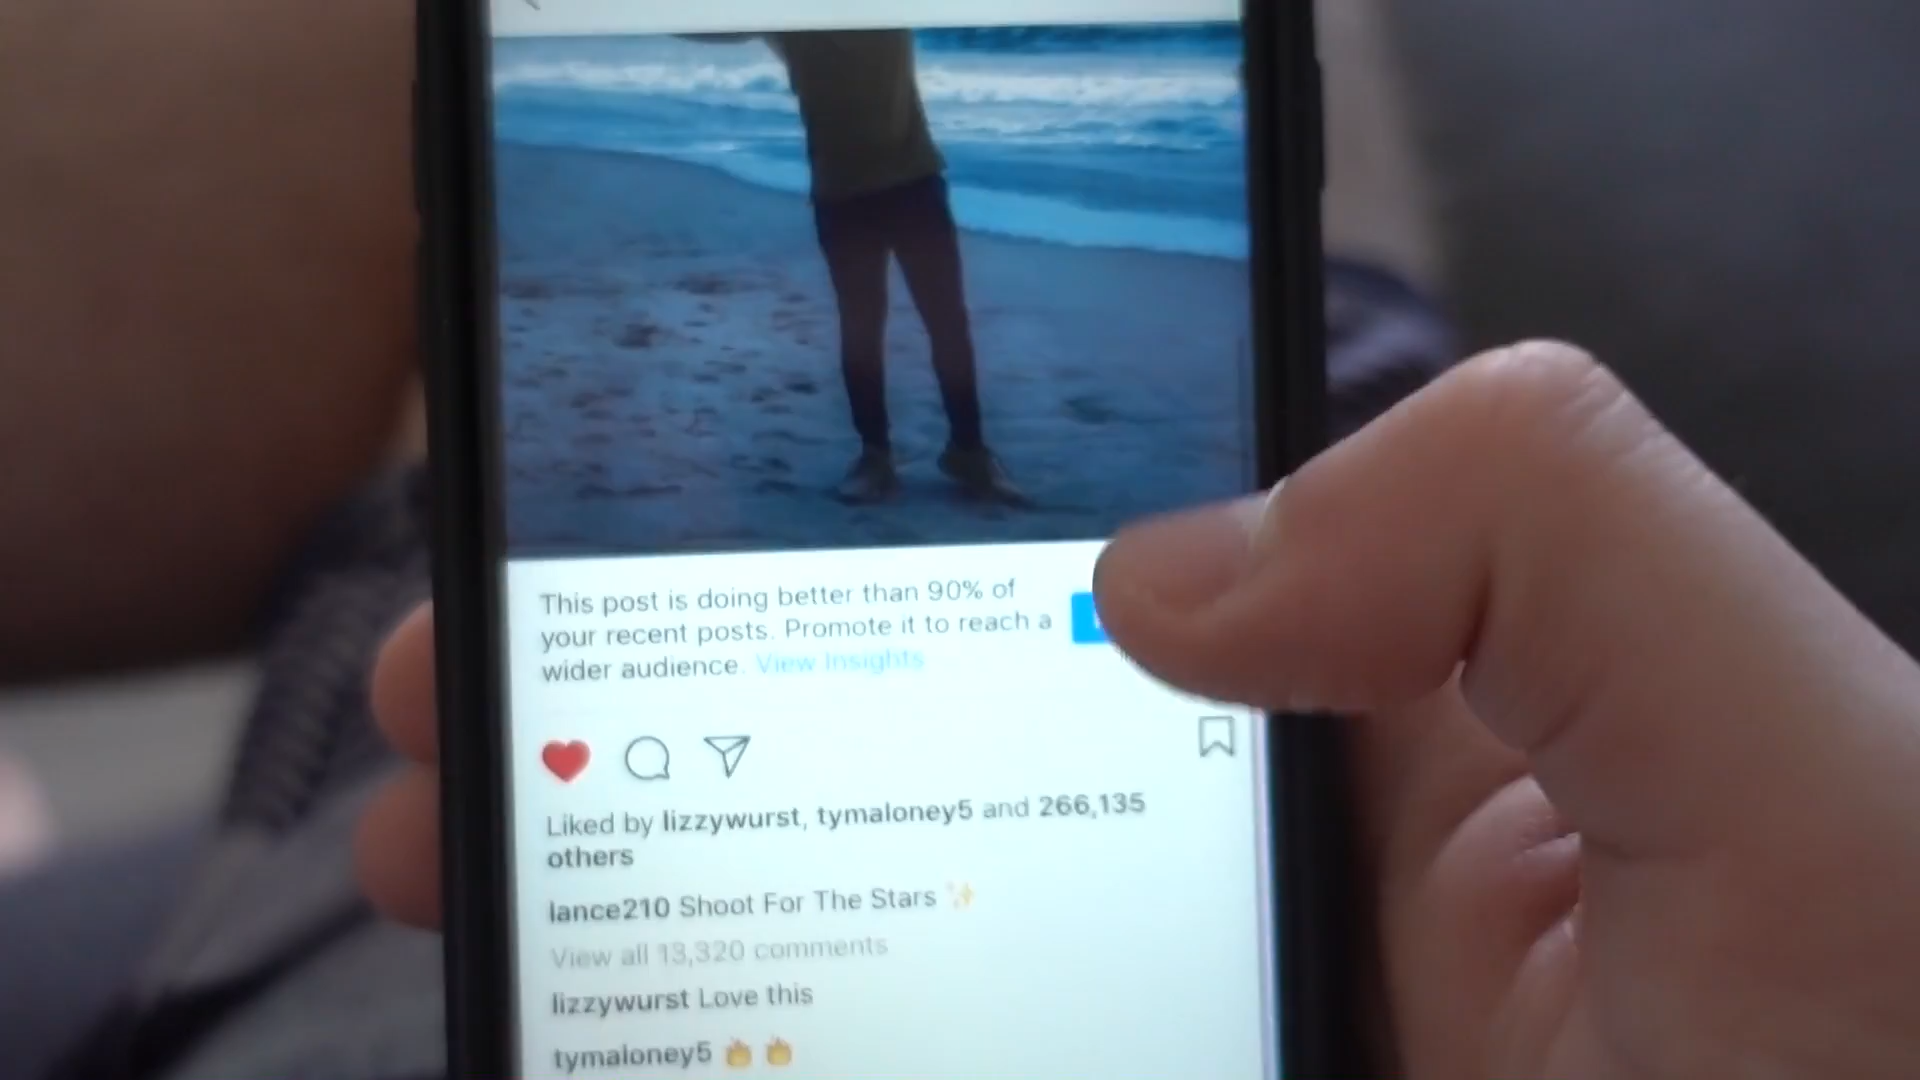 This post is doing better than 90% of
your recent posts. Promote it to reach a
wider audience. View Insights
Liked by lizzywurst, tymaloney5 and 266,135
others
lance210 Shoot For The Stars ✨
View all 13,320 comments
lizzywurst Love this
tymaloney5 👏 👏